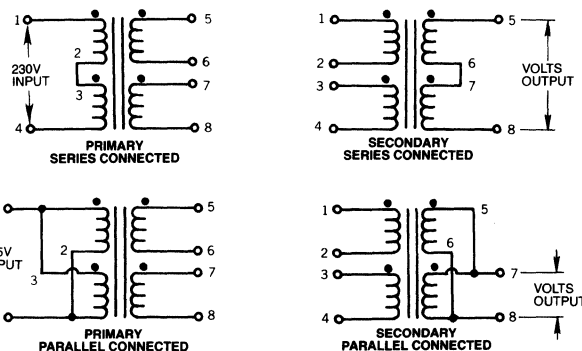 1
5
2
6
230V
INPUT
3
7
4
8
PRIMARY
SERIES CONNECTED
1
5
2
6
VOLTS
OUTPUT
3
7
4
8
SECONDARY
SERIES CONNECTED
5
2
6
5V
PUT
3
7
8
PRIMARY
PARALLEL CONNECTED
1
5
2
6
3
7
VOLTS
OUTPUT
4
8
SECONDARY
PARALLEL CONNECTED